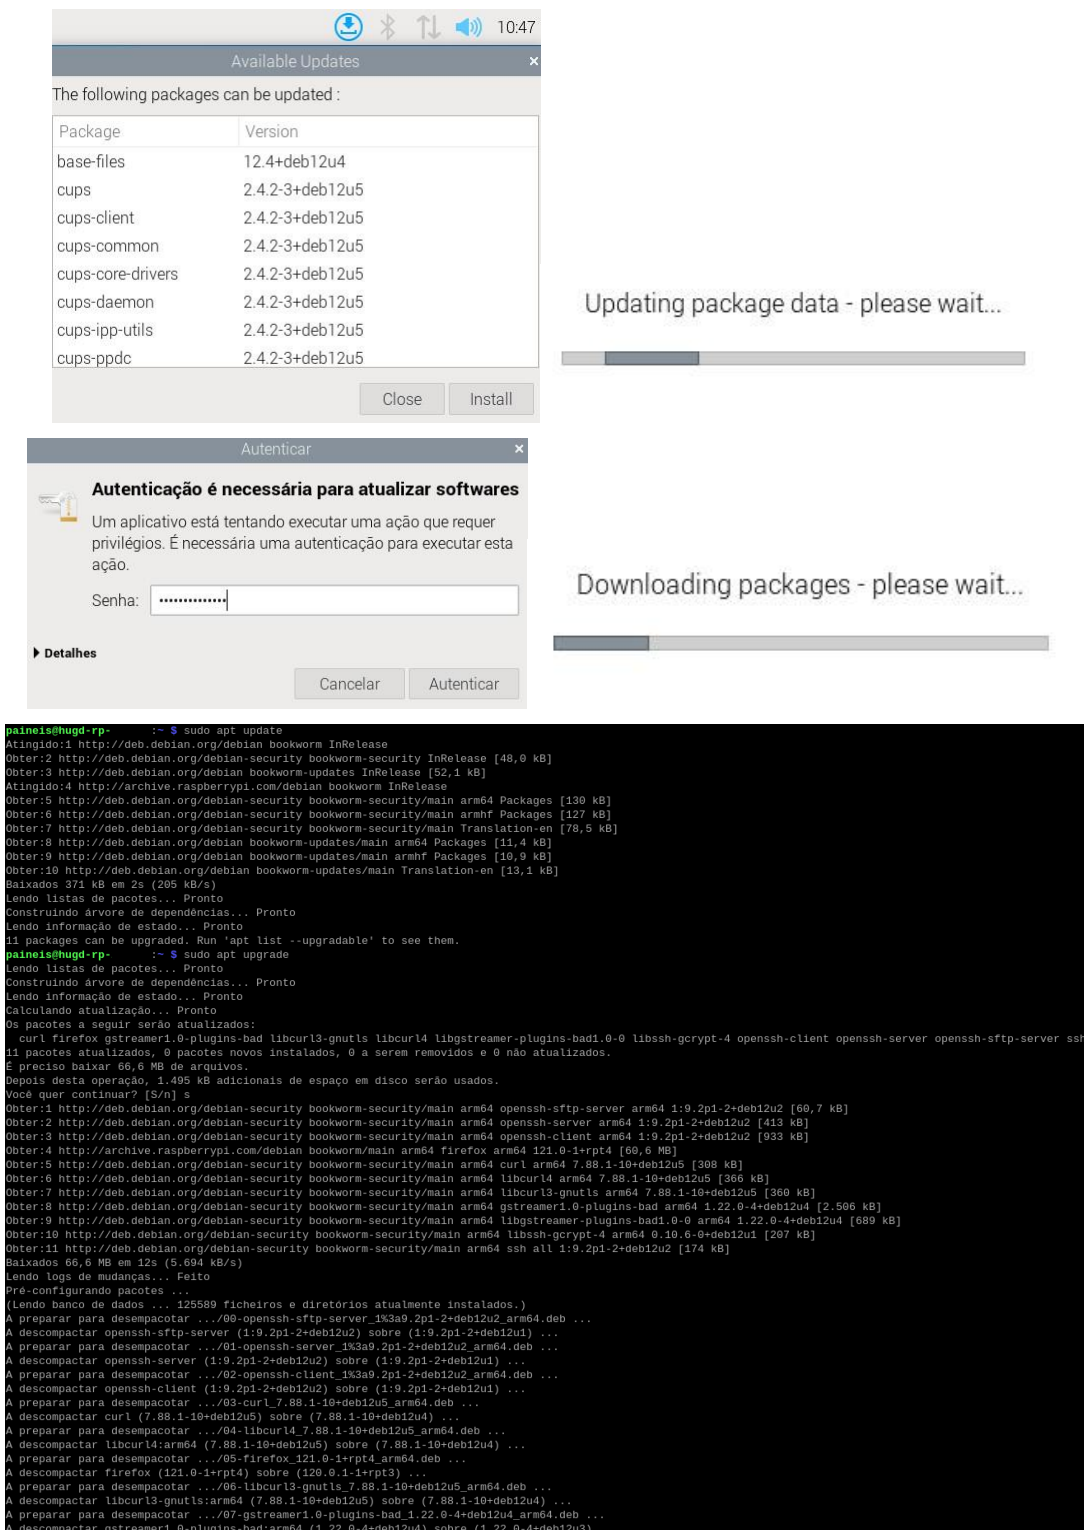 10:47
Available Updates
The following packages can be updated :
Package Version
base-files 12.4+deb12u4
cups 2.4.2-3+deb12u5
cups-client 2.4.2-3+deb12u5
cups-common 2.4.2-3+deb12u5
cups-core-drivers 2.4.2-3+deb12u5
cups-daemon 2.4.2-3+deb12u5
cups-ipp-utils 2.4.2-3+deb12u5
cups-ppdc 2.4.2-3+deb12u5
Close Install
Updating package data - please wait...
Autenticar
Autenticação é necessária para atualizar softwares
Um aplicativo está tentando executar uma ação que requer
privilégios. É necessária uma autenticação para executar esta
ação.
Senha: ••••••••••••••
Detalhes
Cancelar Autenticar
Downloading packages - please wait...
paineis@hugd-rp- :~ $ sudo apt update
Atingido:1 http://deb.debian.org/debian bookworm InRelease
Obter:2 http://deb.debian.org/debian-security bookworm-security InRelease [48,0 kB]
Obter:3 http://deb.debian.org/debian bookworm-updates InRelease [52,1 kB]
Atingido:4 http://archive.raspberrypi.com/debian bookworm InRelease
Obter:5 http://deb.debian.org/debian-security bookworm-security/main arm64 Packages [130 kB]
Obter:6 http://deb.debian.org/debian-security bookworm-security/main armhf Packages [127 kB]
Obter:7 http://deb.debian.org/debian-security bookworm-security/main Translation-en [78,5 kB]
Obter:8 http://deb.debian.org/debian bookworm-updates/main arm64 Packages [11,4 kB]
Obter:9 http://deb.debian.org/debian bookworm-updates/main armhf Packages [10,9 kB]
Obter:10 http://deb.debian.org/debian bookworm-updates/main Translation-en [13,1 kB]
Baixados 371 kB em 2s (205 kB/s)
Lendo listas de pacotes... Pronto
Construindo árvore de dependências... Pronto
Lendo informação de estado... Pronto
11 packages can be upgraded. Run 'apt list --upgradable' to see them.
paineis@hugd-rp- :~ $ sudo apt upgrade
Lendo listas de pacotes... Pronto
Construindo árvore de dependências... Pronto
Lendo informação de estado... Pronto
Calculando atualização... Pronto
Os pacotes a seguir serão atualizados:
curl firefox gstreamer1.0-plugins-bad libcurl3-gnutls libcurl4 libgstreamer-plugins-bad1.0-0 libssh-gcrypt-4 openssh-client openssh-server openssh-sftp-server ssh
11 pacotes atualizados, 0 pacotes novos instalados, 0 a serem removidos e 0 não atualizados.
É preciso baixar 66,6 MB de arquivos.
Depois desta operação, 1.495 kB adicionais de espaço em disco serão usados.
Você quer continuar? [S/n] s
Obter:1 http://deb.debian.org/debian-security bookworm-security/main arm64 openssh-sftp-server arm64 1:9.2p1-2+deb12u2 [60,7 kB]
Obter:2 http://deb.debian.org/debian-security bookworm-security/main arm64 openssh-server arm64 1:9.2p1-2+deb12u2 [413 kB]
Obter:3 http://deb.debian.org/debian-security bookworm-security/main arm64 openssh-client arm64 1:9.2p1-2+deb12u2 [933 kB]
Obter:4 http://archive.raspberrypi.com/debian bookworm/main arm64 firefox arm64 121.0-1+rpt4 [60,6 MB]
Obter:5 http://deb.debian.org/debian-security bookworm-security/main arm64 curl arm64 7.88.1-10+deb12u5 [308 kB]
Obter:6 http://deb.debian.org/debian-security bookworm-security/main arm64 libcurl4 arm64 7.88.1-10+deb12u5 [366 kB]
Obter:7 http://deb.debian.org/debian-security bookworm-security/main arm64 libcurl3-gnutls arm64 7.88.1-10+deb12u5 [360 kB]
Obter:8 http://deb.debian.org/debian-security bookworm-security/main arm64 gstreamer1.0-plugins-bad arm64 1.22.0-4+deb12u4 [2.506 kB]
Obter:9 http://deb.debian.org/debian-security bookworm-security/main arm64 libgstreamer-plugins-bad1.0-0 arm64 1.22.0-4+deb12u4 [689 kB]
Obter:10 http://deb.debian.org/debian-security bookworm-security/main arm64 libssh-gcrypt-4 arm64 0.10.6-0+deb12u1 [207 kB]
Obter:11 http://deb.debian.org/debian-security bookworm-security/main arm64 ssh all 1:9.2p1-2+deb12u2 [174 kB]
Baixados 66,6 MB em 12s (5.694 kB/s)
Lendo logs de mudanças... Feito
Pré-configurando pacotes ...
(Lendo banco de dados ... 125589 ficheiros e diretórios atualmente instalados.)
A preparar para desempacotar .../00-openssh-sftp-server_1%3a9.2p1-2+deb12u2_arm64.deb ...
A descompactar openssh-sftp-server (1:9.2p1-2+deb12u2) sobre (1:9.2p1-2+deb12u1) ...
A preparar para desempacotar .../01-openssh-server_1%3a9.2p1-2+deb12u2_arm64.deb ...
A descompactar openssh-server (1:9.2p1-2+deb12u2) sobre (1:9.2p1-2+deb12u1) ...
A preparar para desempacotar .../02-openssh-client_1%3a9.2p1-2+deb12u2_arm64.deb ...
A descompactar openssh-client (1:9.2p1-2+deb12u2) sobre (1:9.2p1-2+deb12u1) ...
A preparar para desempacotar .../03-curl_7.88.1-10+deb12u5_arm64.deb ...
A descompactar curl (7.88.1-10+deb12u5) sobre (7.88.1-10+deb12u4) ...
A preparar para desempacotar .../04-libcurl4_7.88.1-10+deb12u5_arm64.deb ...
A descompactar libcurl4:arm64 (7.88.1-10+deb12u5) sobre (7.88.1-10+deb12u4) ...
A preparar para desempacotar .../05-firefox_121.0-1+rpt4_arm64.deb ...
A descompactar firefox (121.0-1+rpt4) sobre (120.0.1-1+rpt3) ...
A preparar para desempacotar .../06-libcurl3-gnutls_7.88.1-10+deb12u5_arm64.deb ...
A descompactar libcurl3-gnutls:arm64 (7.88.1-10+deb12u5) sobre (7.88.1-10+deb12u4) ...
A preparar para desempacotar .../07-gstreamer1.0-plugins-bad_1.22.0-4+deb12u4_arm64.deb ...
A descompactar gstreamer1.0-plugins-bad:arm64 (1.22.0-4+deb12u4) sobre (1.22.0-4+deb12u3)